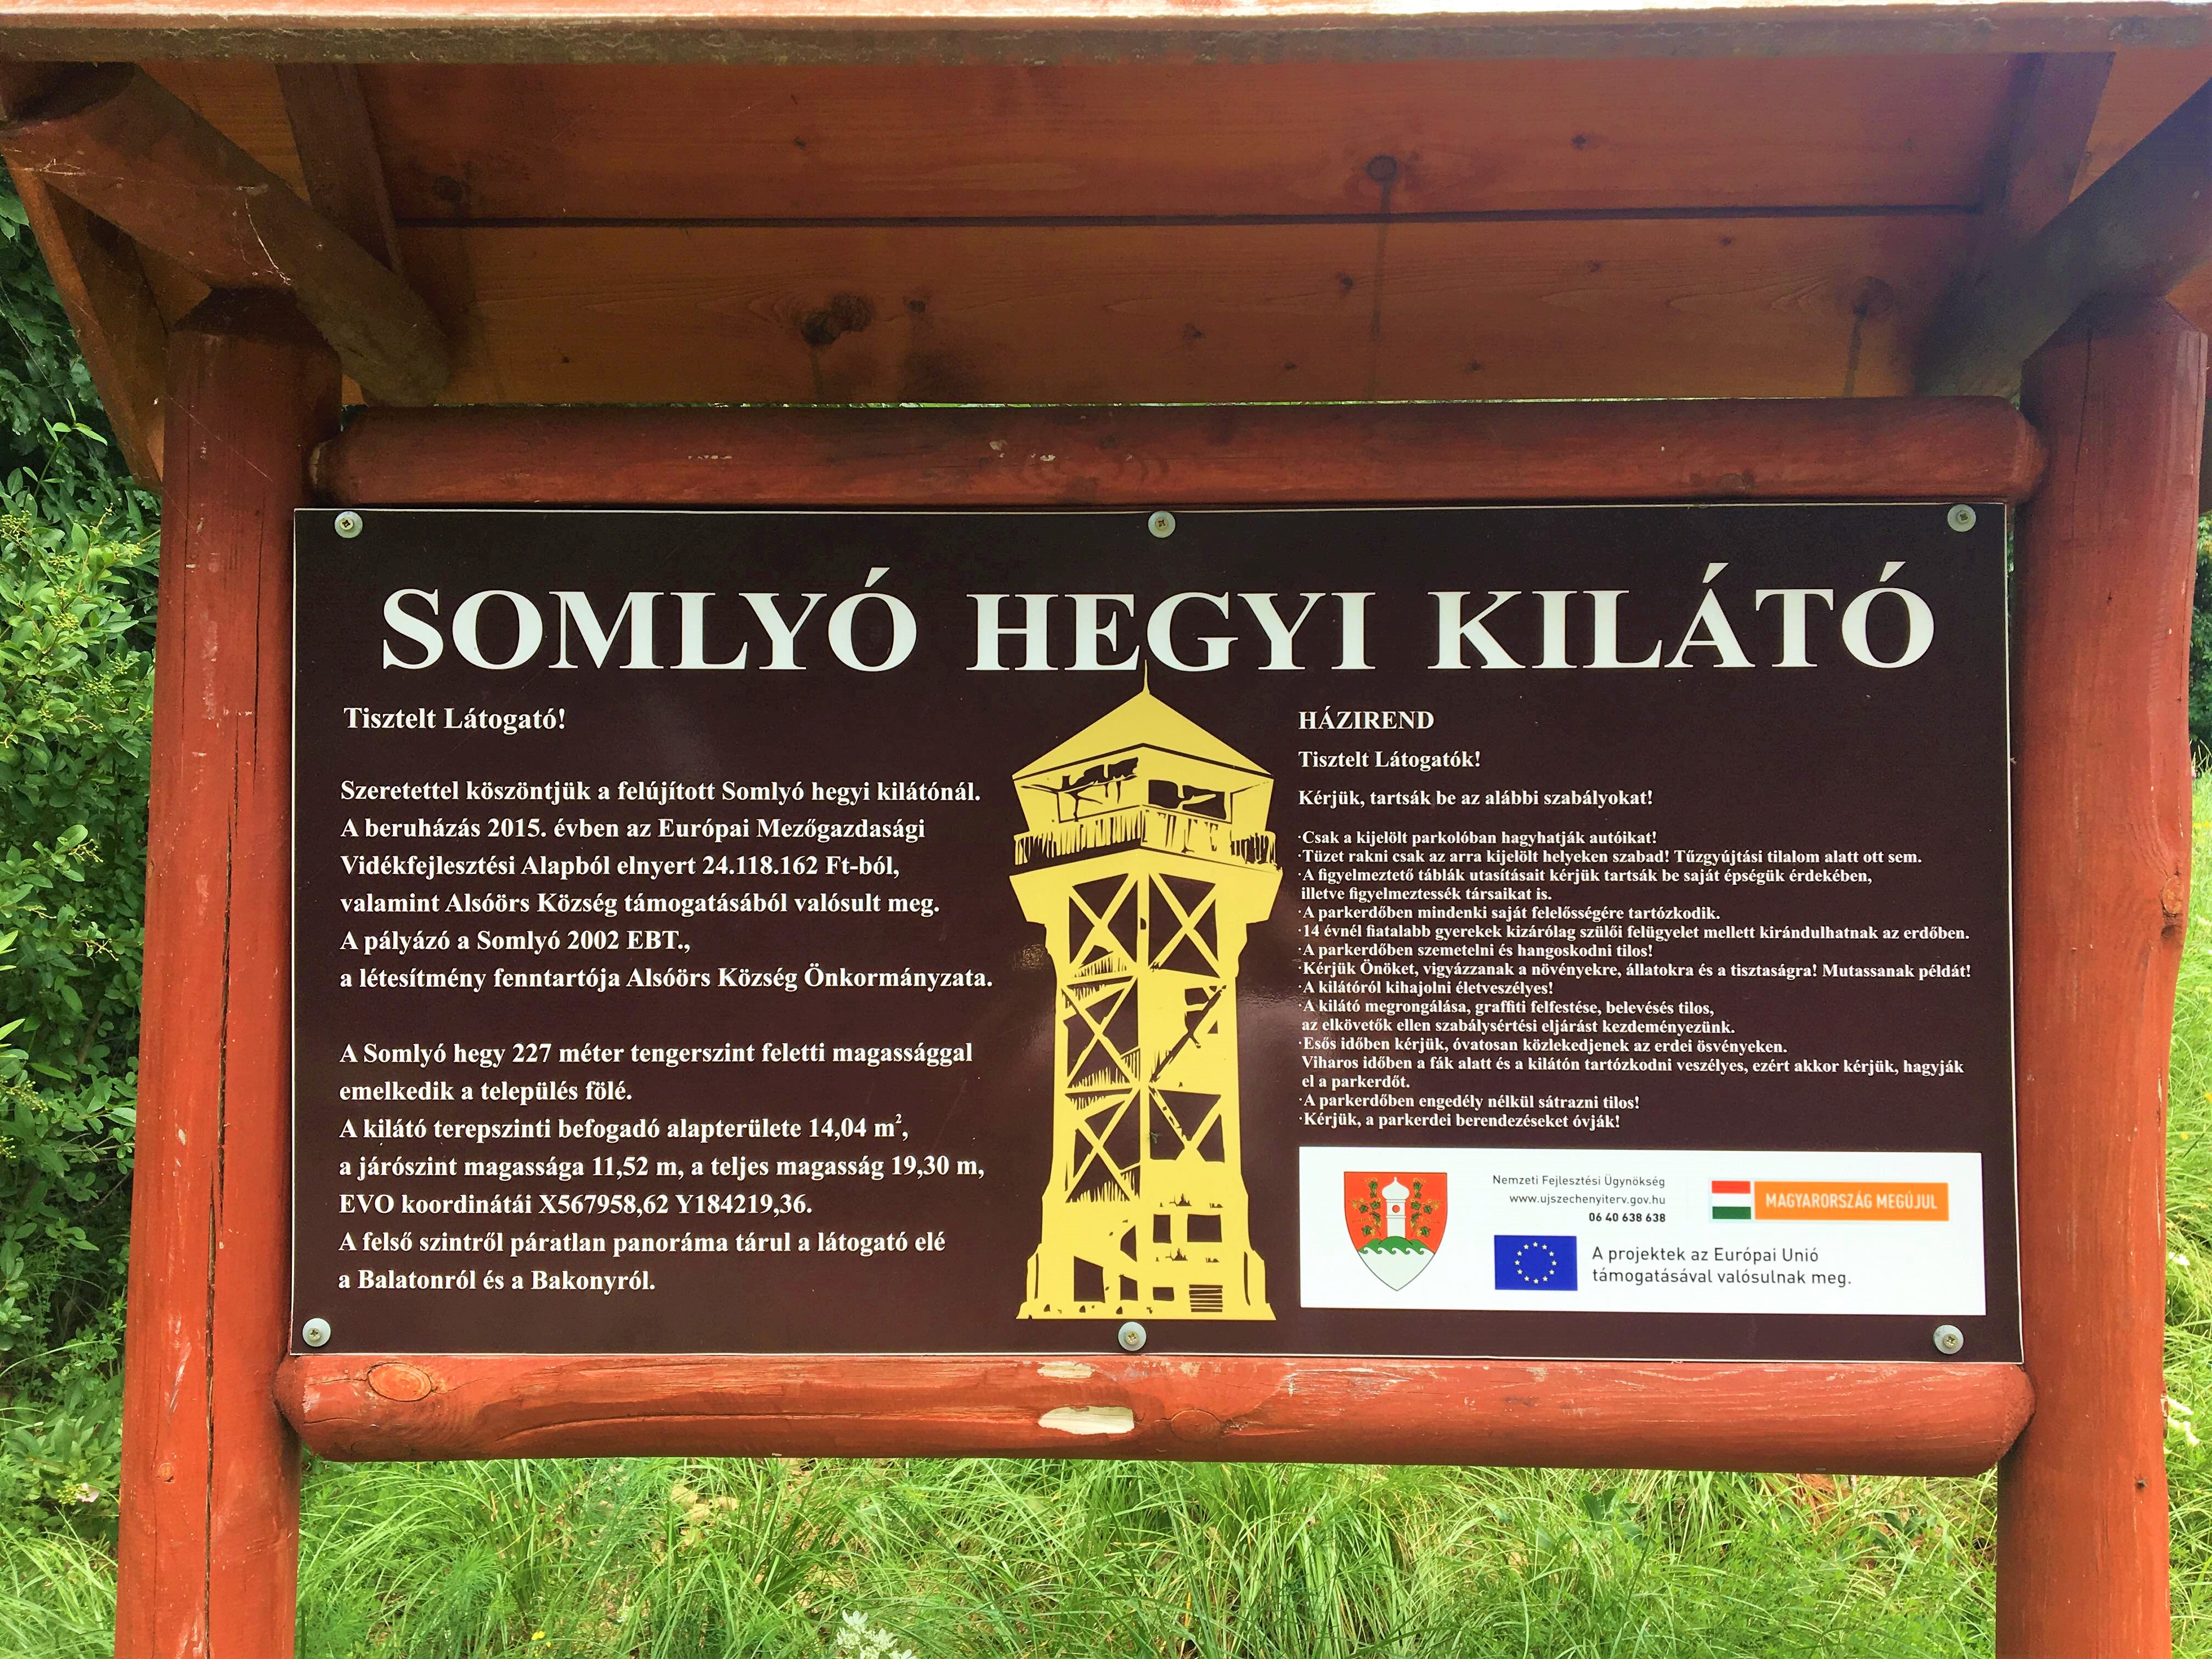 SOMLYÓ HEGYI KILÁTÓ
Tisztelt Látogató!
Szeretettel köszöntjük a felújított Somlyó hegyi kilátónál.
A beruházás 2015. évben az Európai Mezőgazdasági
Vidékfejlesztési Alapból elnyert 24.118.162 Ft-ból,
valamint Alsóörs Község támogatásából valósult meg.
A pályázó a Somlyó 2002 EBT.,
a létesítmény fenntartója Alsóörs Község Önkormányzata.
A Somlyó hegy 227 méter tengerszint feletti magassággal
emelkedik a település fölé.
A kilátó terepszinti befogadó alapterülete 14,04 m²,
a járószint magassága 11,52 m, a teljes magasság 19,30 m,
EVO koordinátái X567958,62 Y184219,36.
A felső szintről páratlan panoráma tárul a látogató elé
a Balatonról és a Bakonyról.
HÁZIREND
Tisztelt Látogatók!
Kérjük, tartsák be az alábbi szabályokat!
·Csak a kijelölt parkolóban hagyhatják autóikat!
·Tüzet rakni csak az arra kijelölt helyeken szabad! Tűzgyújtási tilalom alatt ott sem.
·A figyelmeztető táblák utasításait kérjük tartsák be saját épségük érdekében,
illetve figyelmeztessék társaikat is.
·A parkerdőben mindenki saját felelősségére tartózkodik.
·14 évnél fiatalabb gyerekek kizárólag szülői felügyelet mellett kirándulhatnak az erdőben.
·A parkerdőben szemetelni és hangoskodni tilos!
·Kérjük Önöket, vigyázzanak a növényekre, állatokra és a tisztaságra! Mutassanak példát!
·A kilátóról kihajolni életveszélyes!
·A kilátó megrongálása, graffiti felfestése, belevésés tilos,
az elkövetők ellen szabálysértési eljárást kezdeményezünk.
·Esős időben kérjük, óvatosan közlekedjenek az erdei ösvényeken.
Viharos időben a fák alatt és a kilátón tartózkodni veszélyes, ezért akkor kérjük, hagyják
el a parkerdőt.
·A parkerdőben engedély nélkül sátrazni tilos!
·Kérjük, a parkerdei berendezéseket óvják!
Nemzeti Fejlesztési Ügynökség
www.ujszechenyiterv.gov.hu
06 40 638 638
MAGYARORSZÁG MEGÚJUL
A projektek az Európai Unió
támogatásával valósulnak meg.